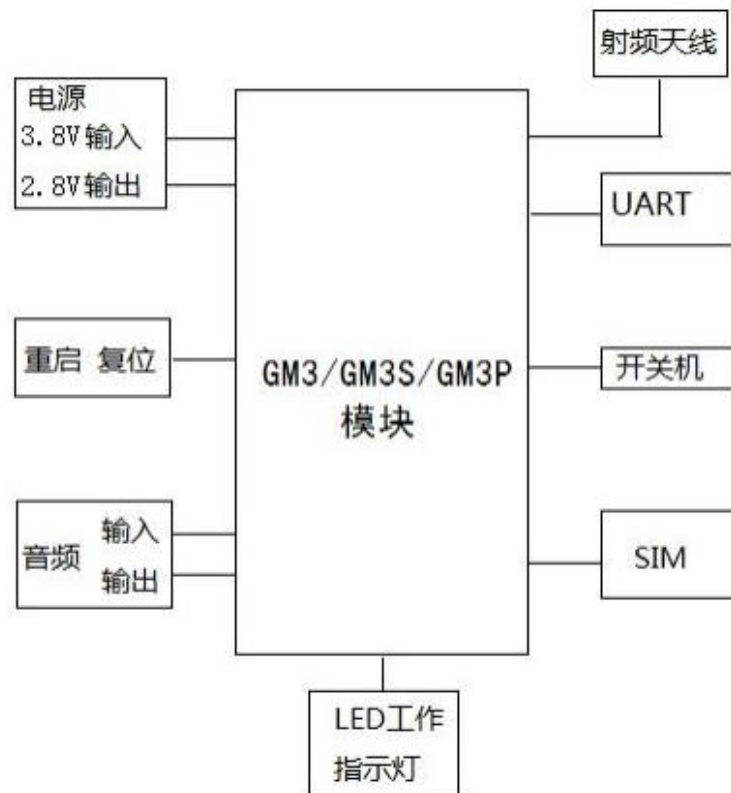 射频天线
电源
3.8V输入
2.8V输出
UART
重启 复位
GM3/GM3S/GM3P
模块
开关机
音频
输入
输出
SIM
LED工作
指示灯